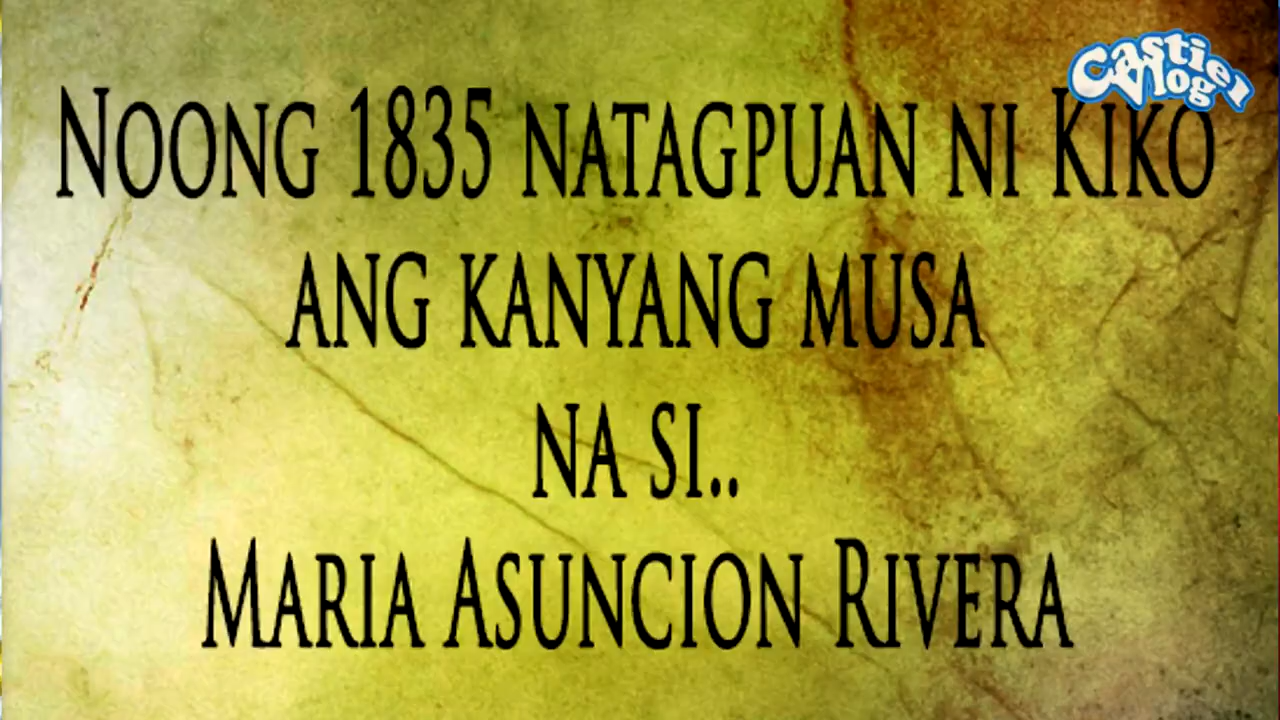 Castiel
Vlog
Noong 1835 natagpuan ni Kiko
ang kanyang musa
na si..
Maria Asuncion Rivera